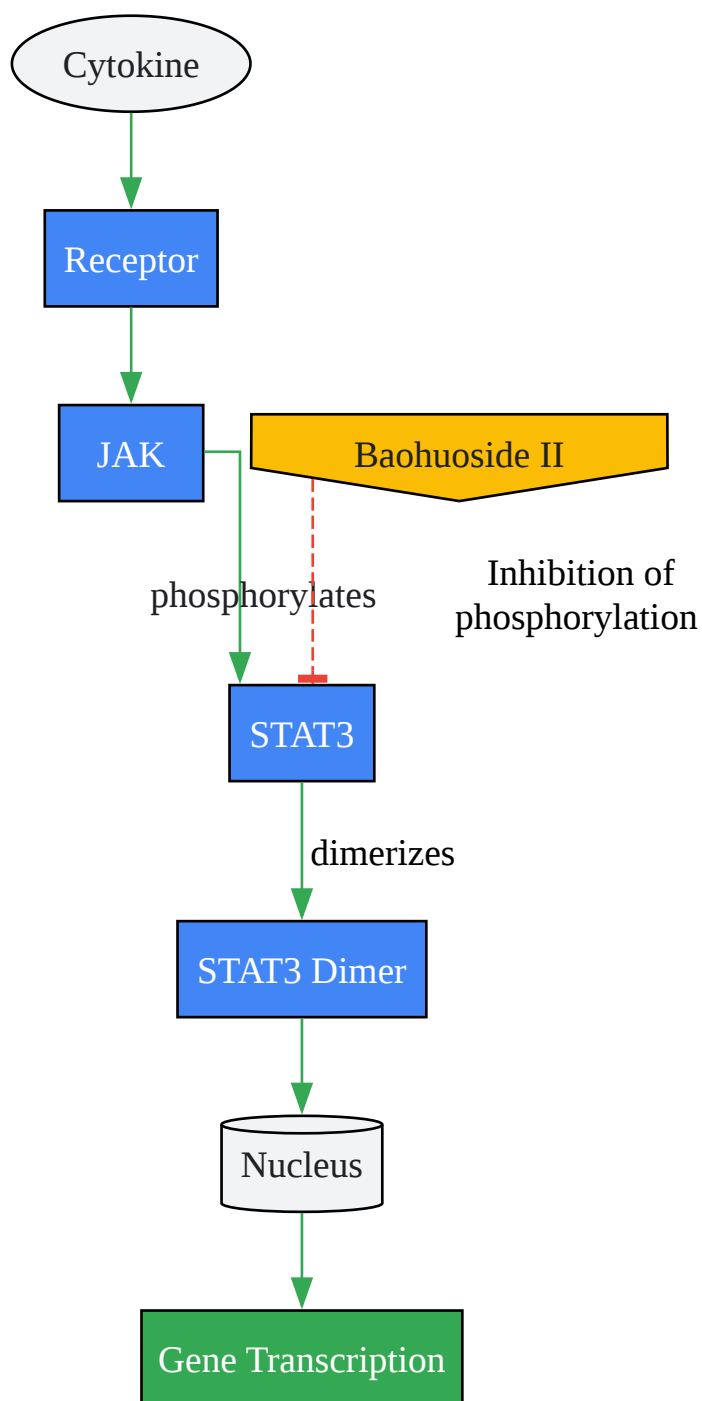 Cytokine
Receptor
JAK
Baohuoside II
phosphorylates
Inhibition of
phosphorylation
STAT3
dimerizes
STAT3 Dimer
Nucleus
Gene Transcription